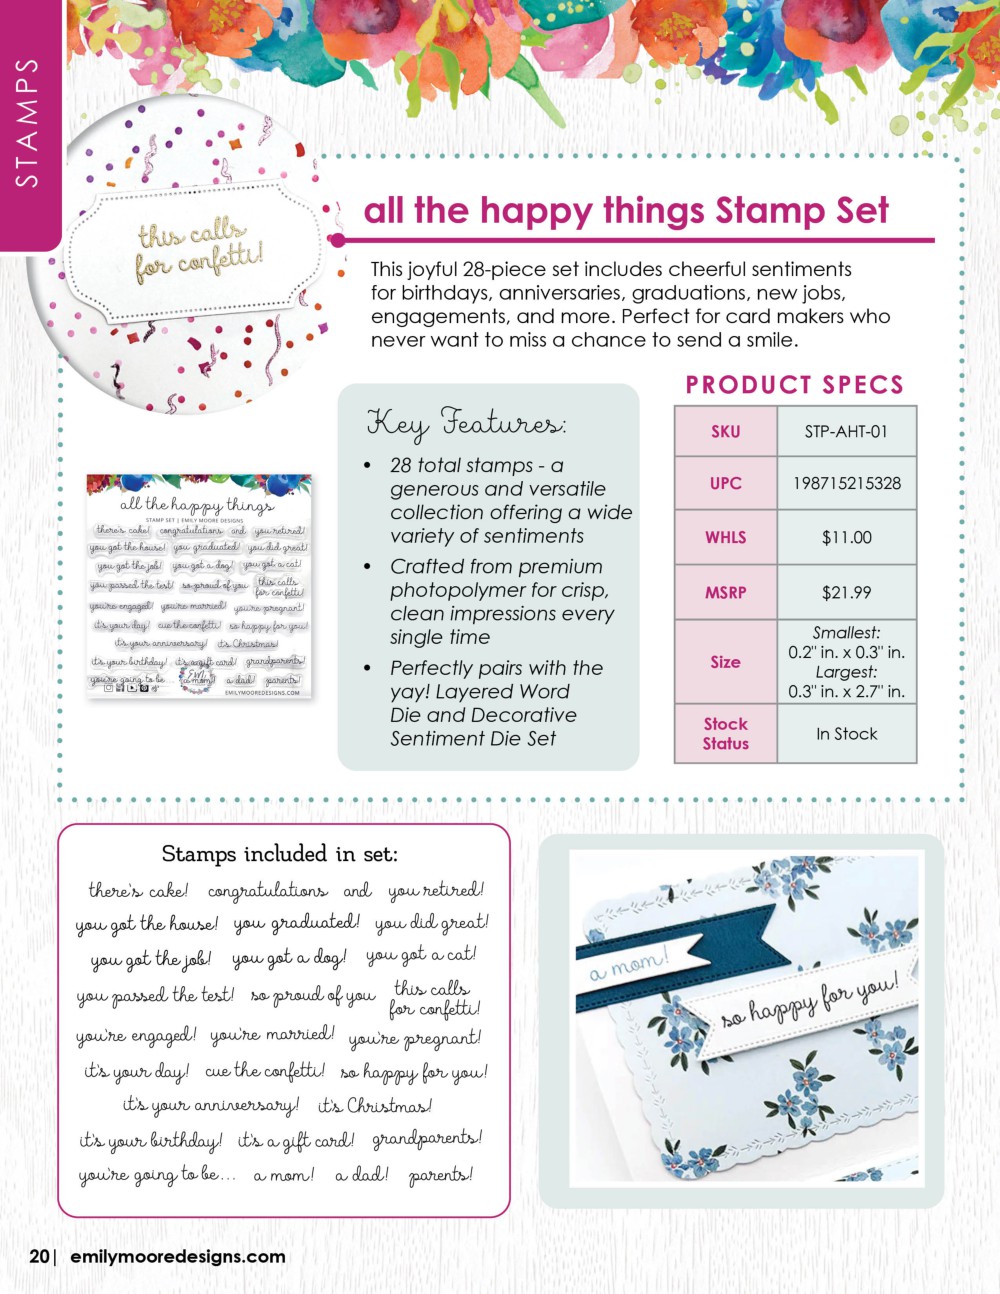 STAMPS
this calls
for confetti!
all the happy things Stamp Set
This joyful 28-piece set includes cheerful sentiments
for birthdays, anniversaries, graduations, new jobs,
engagements, and more. Perfect for card makers who
never want to miss a chance to send a smile.
all the happy things
STAMP SET | EMILY MOORE DESIGNS
there's cake! congratulations and you retired!
you got the house! you graduated! you did great!
you got the job! you got a dog! you got a cat!
you passed the test! so proud of you this calls
for confetti!
you're engaged! you're married! you're pregnant!
it's your day! cue the confetti! so happy for you!
it's your anniversary! it's Christmas!
it's your birthday! it's a gift card! grandparents!
you're going to be... a mom! a dad! parents!
EMILYMOOREDESIGNS.COM
Key Features:
• 28 total stamps - a
generous and versatile
collection offering a wide
variety of sentiments
• Crafted from premium
photopolymer for crisp,
clean impressions every
single time
• Perfectly pairs with the
yay! Layered Word
Die and Decorative
Sentiment Die Set
PRODUCT SPECS
SKU STP-AHT-01
UPC 198715215328
WHLS $11.00
MSRP $21.99
Size Smallest:
0.2" in. x 0.3" in.
Largest:
0.3" in. x 2.7" in.
Stock
Status In Stock
Stamps included in set:
there's cake! congratulations and you retired!
you got the house! you graduated! you did great!
you got the job! you got a dog! you got a cat!
you passed the test! so proud of you this calls
for confetti!
you're engaged! you're married! you're pregnant!
it's your day! cue the confetti! so happy for you!
it's your anniversary! it's Christmas!
it's your birthday! it's a gift card! grandparents!
you're going to be... a mom! a dad! parents!
a mom!
so happy for you!
20| emilymooredesigns.com